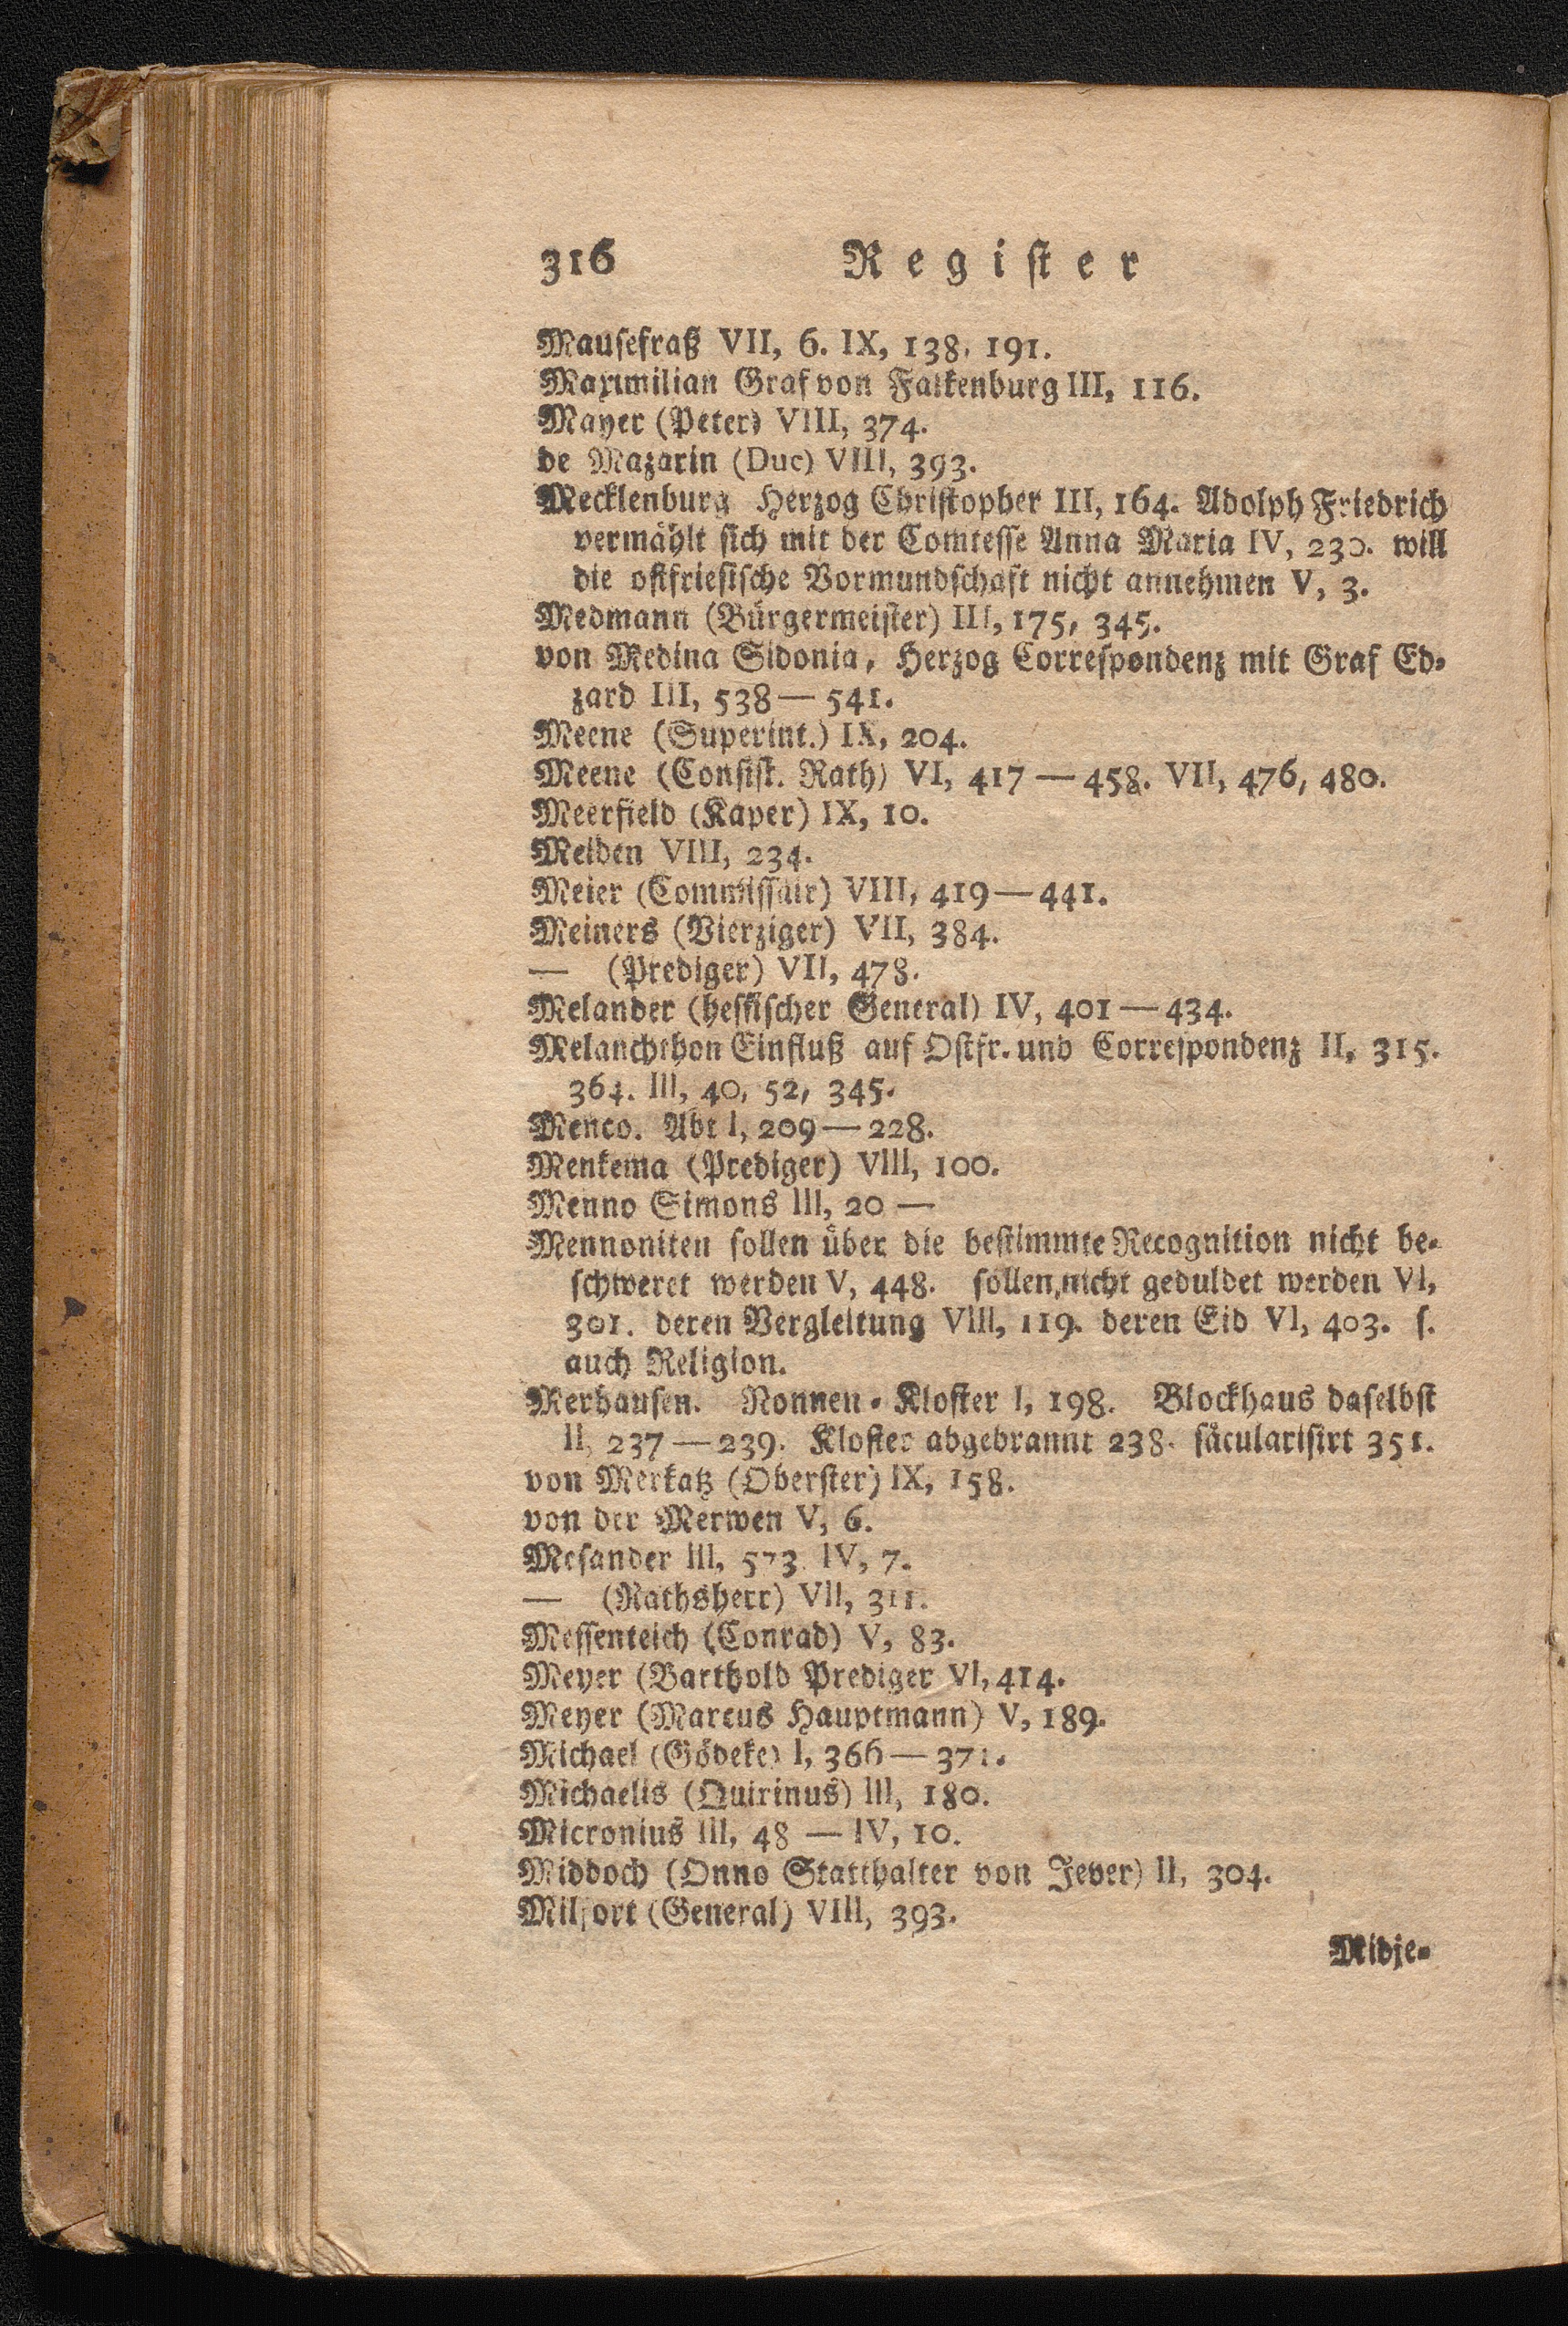 316 Register
Mausefraß VII, 6. IX, 138, 191.
Maximilian Graf von Falkenburg III, 116.
Mayer (Peter) VIII, 374.
de Mazarin (Duc) VIII, 393.
Mecklenburg Herzog Christopher III, 164. Adolph Friedrich
vermählt sich mit der Comtesse Anna Maria IV, 230. will
die ostfriesische Vormundschaft nicht annehmen V, 3.
Medmann (Bürgermeister) III, 175, 345.
von Medina Sidonia, Herzog Correspondenz mit Graf Ed-
zard III, 538 — 541.
Meene (Superint.) IX, 204.
Meene (Consist. Rath) VI, 417 — 458. VII, 476, 480.
Meerfield (Kaper) IX, 10.
Meiden VIII, 234.
Meier (Commissair) VIII, 419 — 441.
Meiners (Vierziger) VII, 384.
— (Prediger) VII, 478.
Melander (hessischer General) IV, 401 — 434.
Melanchthon Einfluß auf Ostfr. und Correspondenz II, 315.
364. III, 40, 52, 345.
Menco. Abt I, 209 — 228.
Menkema (Prediger) VIII, 100.
Menno Simons III, 20 —
Mennoniten sollen über die bestimmte Recognition nicht be-
schweret werden V, 448. sollen nicht geduldet werden VI,
301. deren Vergleitung VIII, 119. deren Eid VI, 403. s.
auch Religion.
Merhausen. Nonnen-Kloster I, 198. Blockhaus daselbst
II, 237 — 239. Kloster abgebrannt 238. säcularisirt 351.
von Merkatz (Oberster) IX, 158.
von der Merwen V, 6.
Mesander III, 573. IV, 7.
— (Rathsherr) VII, 311.
Messenteich (Conrad) V, 83.
Meyer (Barthold Prediger VI, 414.
Meyer (Marcus Hauptmann) V, 189.
Michael (Gödeke) I, 366 — 371.
Michaelis (Quirinus) III, 180.
Micronius III, 48 — IV, 10.
Middoch (Onno Statthalter von Jever) II, 304.
Milfort (General) VIII, 393.
Midje-